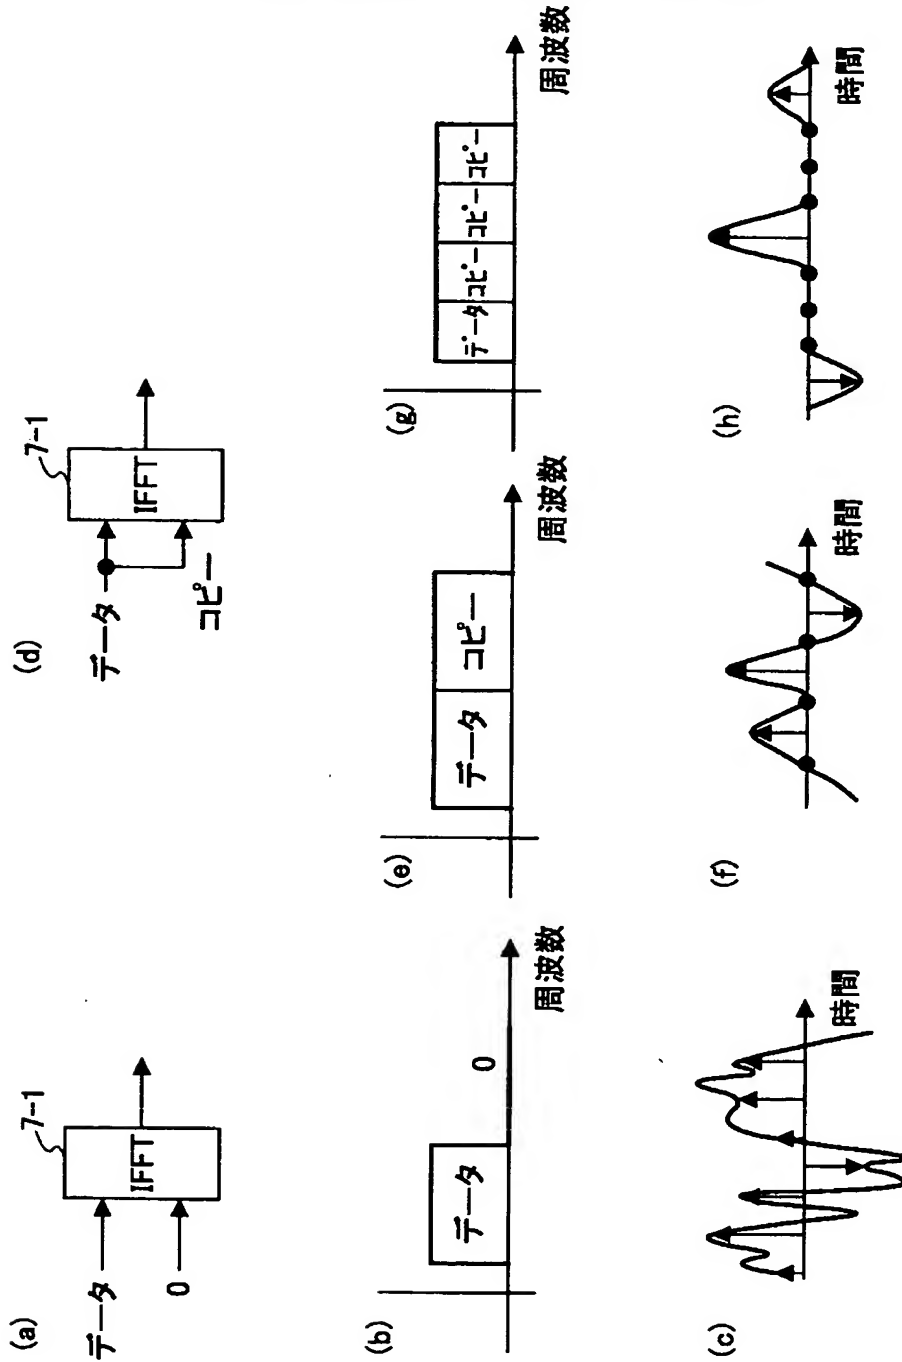 (a)
データ
0
IFFT
7-1
(d)
データ
コピー
IFFT
7-1
(b)
データ
0
周波数
(e)
データ
コピー
周波数
(g)
データ
コピー
コピー
コピー
周波数
(c)
時間
(f)
時間
(h)
時間